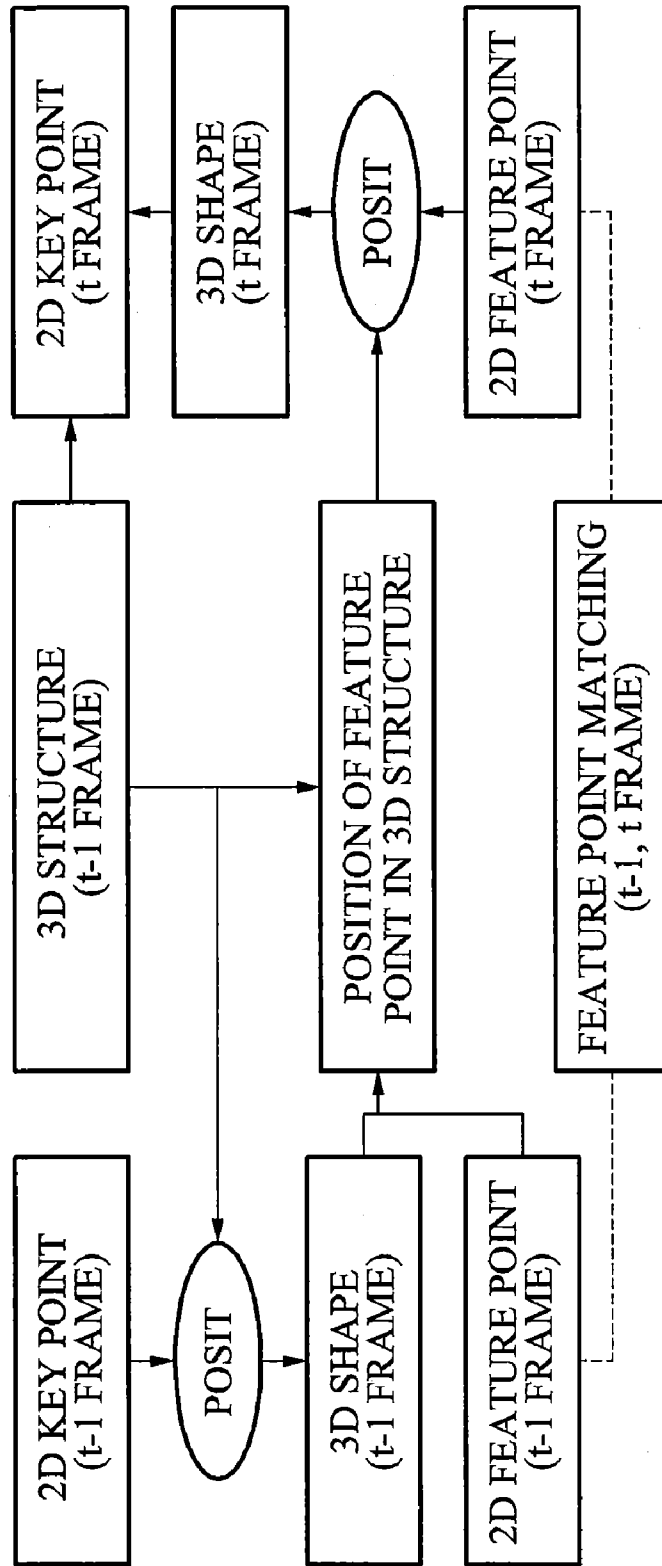 2D KEY POINT
(t-1 FRAME)
3D STRUCTURE
(t-1 FRAME)
2D KEY POINT
(t FRAME)
POSIT
3D SHAPE
(t FRAME)
3D SHAPE
(t-1 FRAME)
POSITION OF FEATURE
POINT IN 3D STRUCTURE
POSIT
2D FEATURE POINT
(t-1 FRAME)
2D FEATURE POINT
(t FRAME)
FEATURE POINT MATCHING
(t-1, t FRAME)